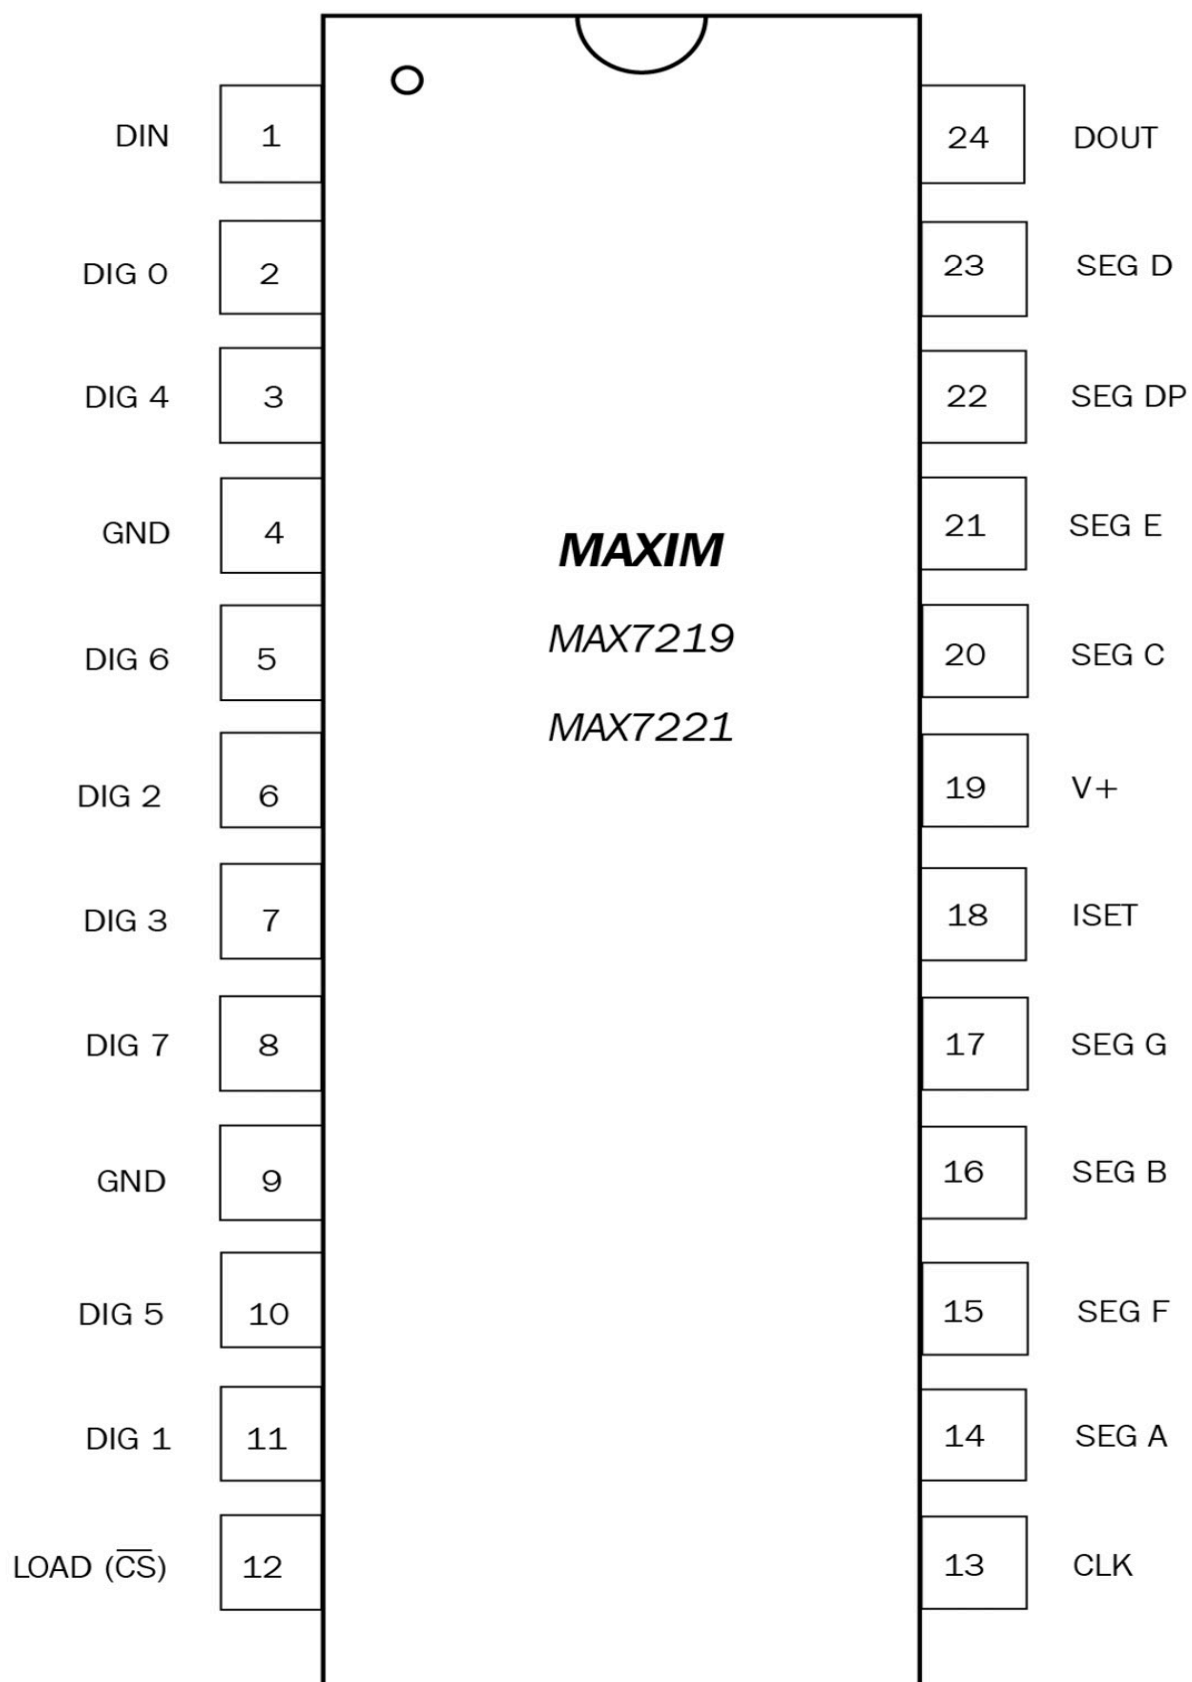 DIN 1 24 DOUT
DIG 0 2 23 SEG D
DIG 4 3 22 SEG DP
GND 4 21 SEG E
MAXIM
MAX7219
DIG 6 5 20 SEG C
MAX7221
DIG 2 6 19 V+
DIG 3 7 18 ISET
DIG 7 8 17 SEG G
GND 9 16 SEG B
DIG 5 10 15 SEG F
DIG 1 11 14 SEG A
LOAD (C̅S̅) 12 13 CLK